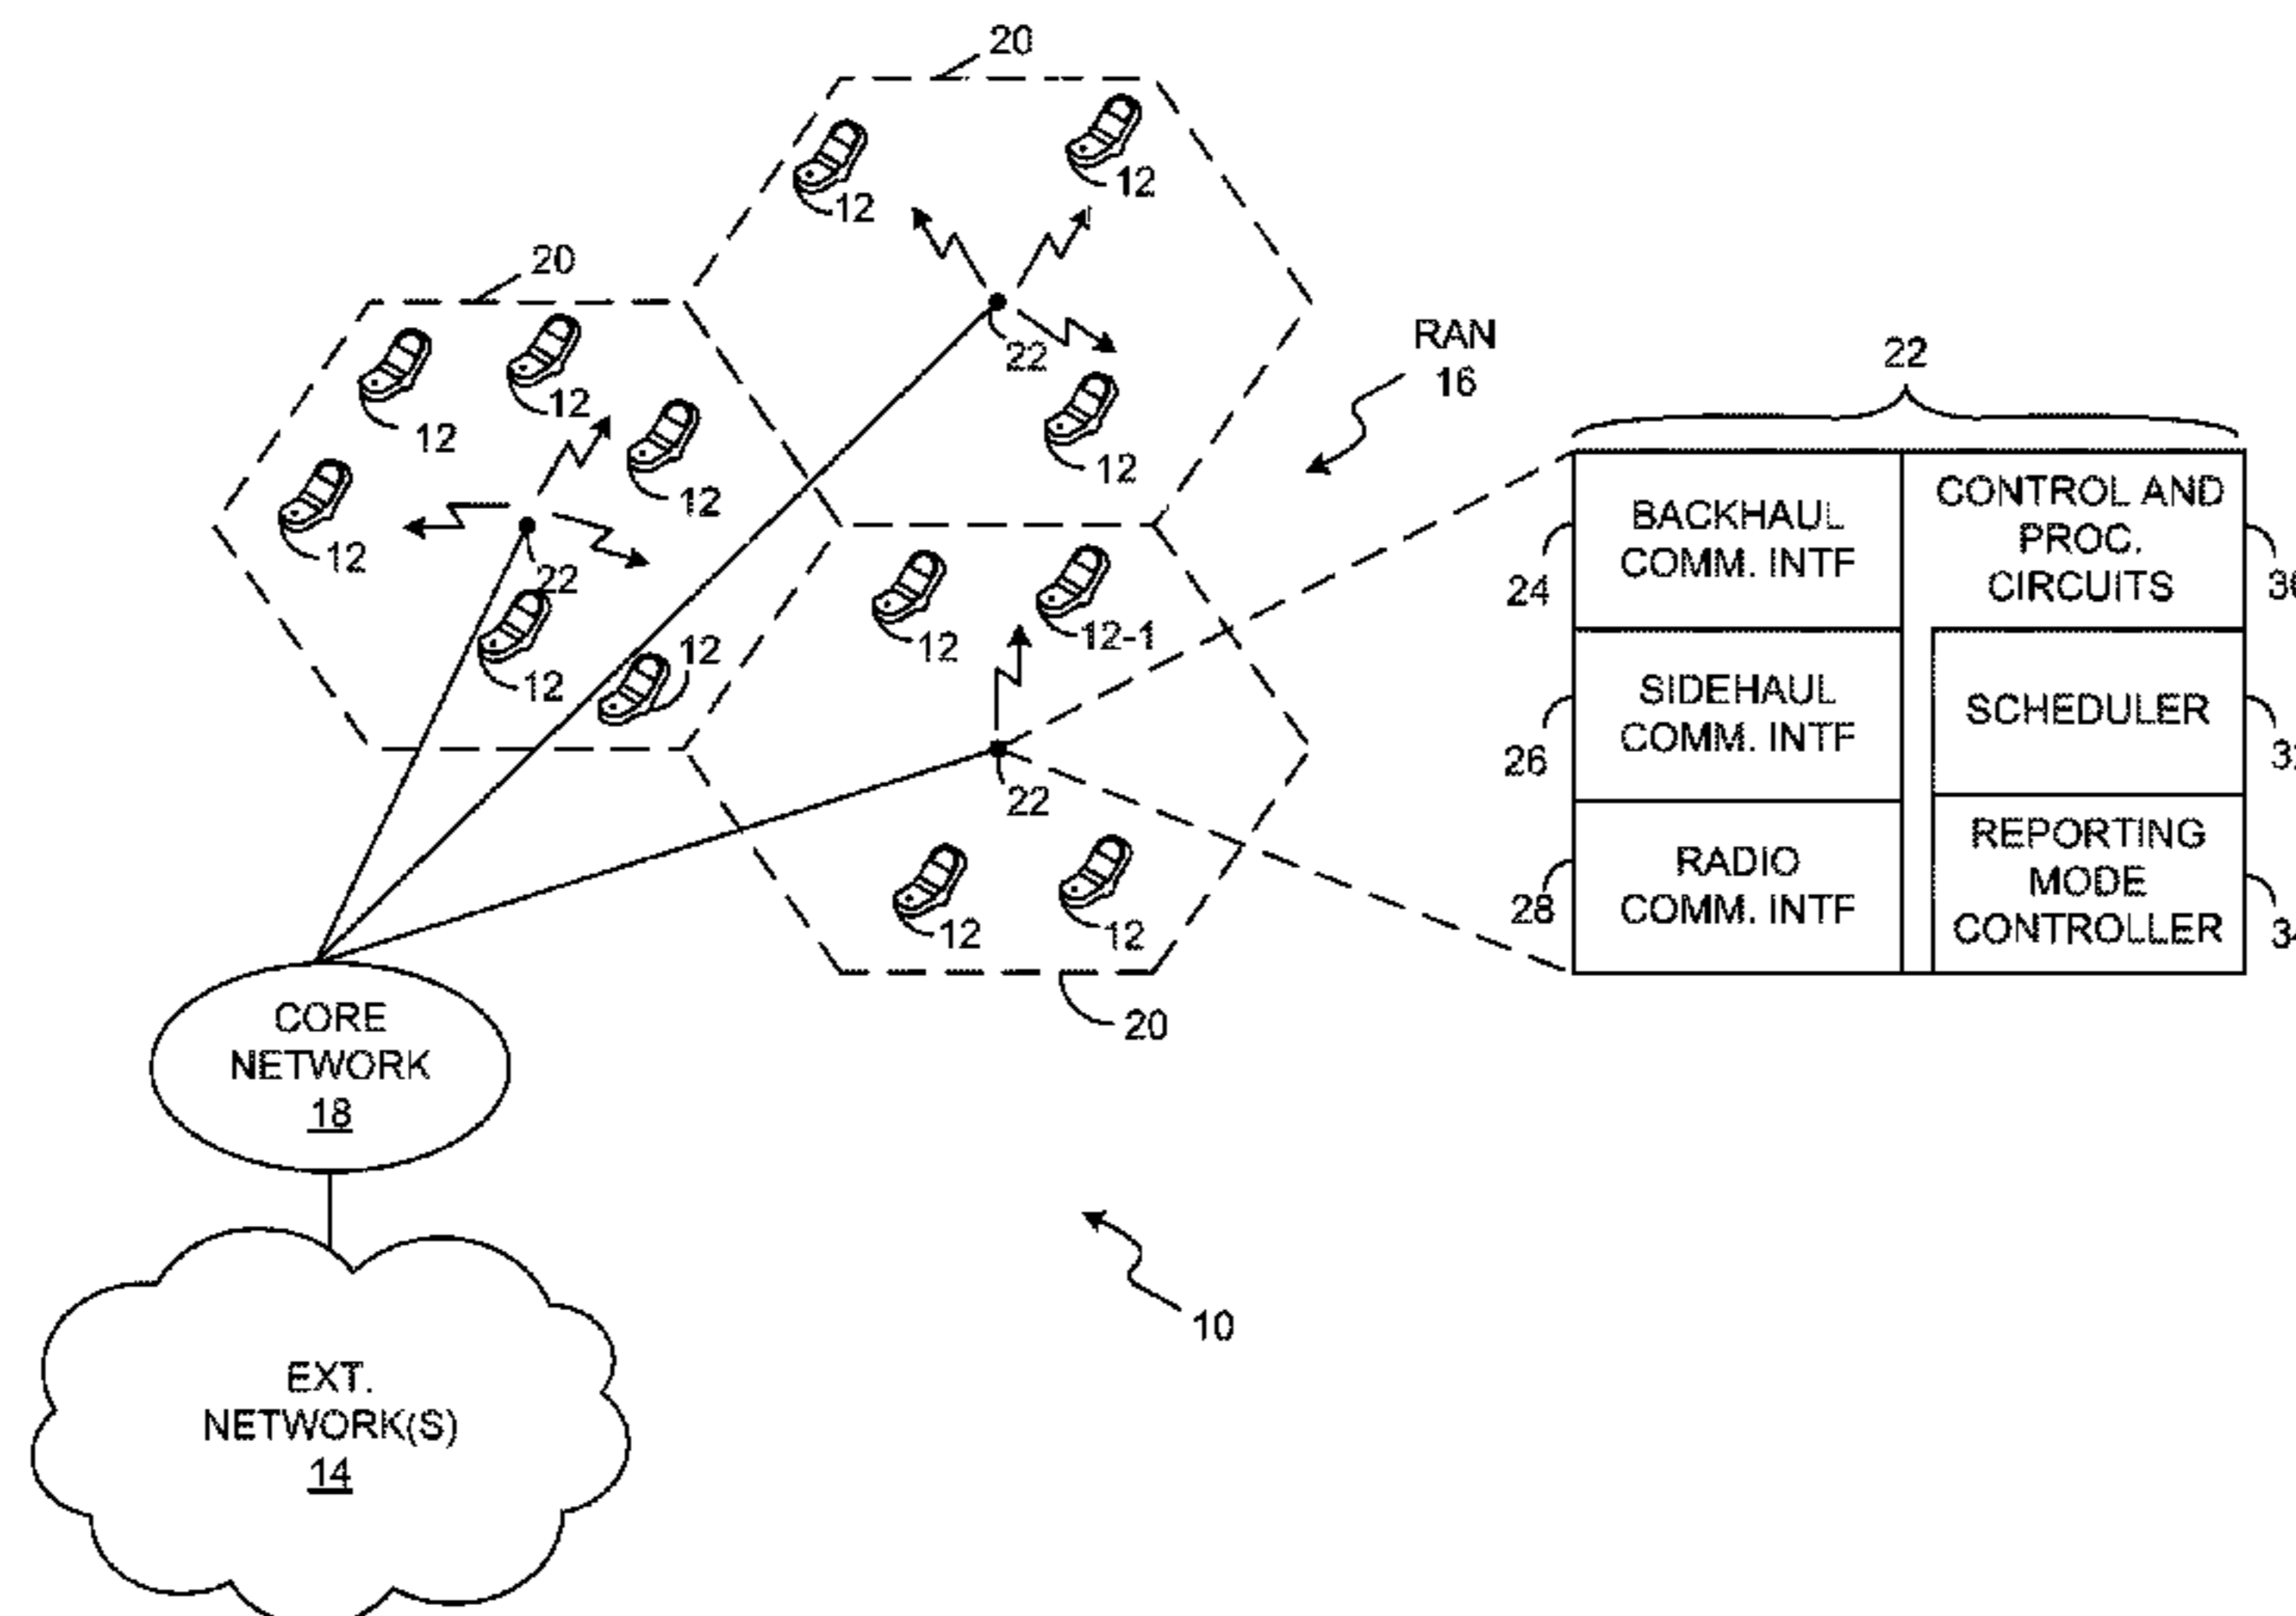 20
12
12
20
22
RAN
16
22
12
12
12
12
12
22
12
12
12
12-1
22
12
12
20
BACKHAUL
COMM. INTF
24
CONTROL AND
PROC.
CIRCUITS
SIDEHAUL
COMM. INTF
26
SCHEDULER
RADIO
COMM. INTF
28
REPORTING
MODE
CONTROLLER
CORE
NETWORK
18
10
EXT.
NETWORK(S)
14